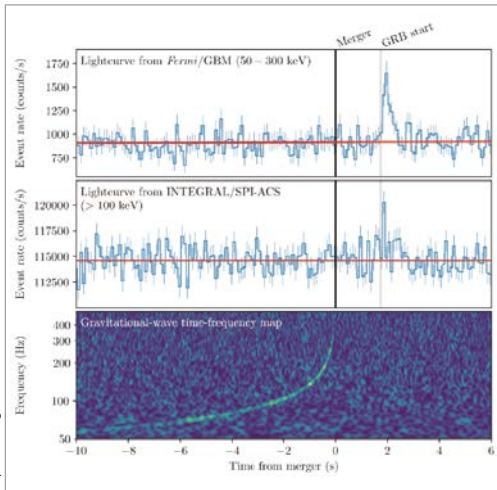 Merger
GRB start
Lightcurve from Fermi/GBM (50 – 300 keV)
Event rate (counts/s)
1750
1500
1250
1000
750
Lightcurve from INTEGRAL/SPI-ACS
(> 100 keV)
Event rate (counts/s)
120000
117500
115000
112500
Gravitational-wave time-frequency map
Frequency (Hz)
400
300
200
100
50
−10
−8
−6
−4
−2
0
2
4
6
Time from merger (s)